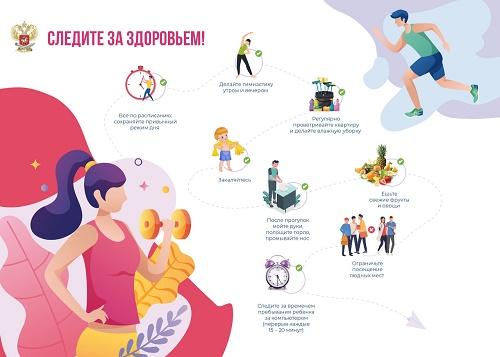 СЛЕДИТЕ ЗА ЗДОРОВЬЕМ!
Делайте гимнастику
утром и вечером
Все по расписанию:
сохраняйте привычный
режим дня
Регулярно
проветривайте квартиру
и делайте влажную уборку
Закаляйтесь
Ешьте
свежие фрукты
и овощи
После прогулок
мойте руки,
полощите горло,
промывайте нос
Ограничьте
посещение
людных мест
Следите за временем
пребывания ребенка
за компьютером
(перерыв каждые
15 – 20 минут)